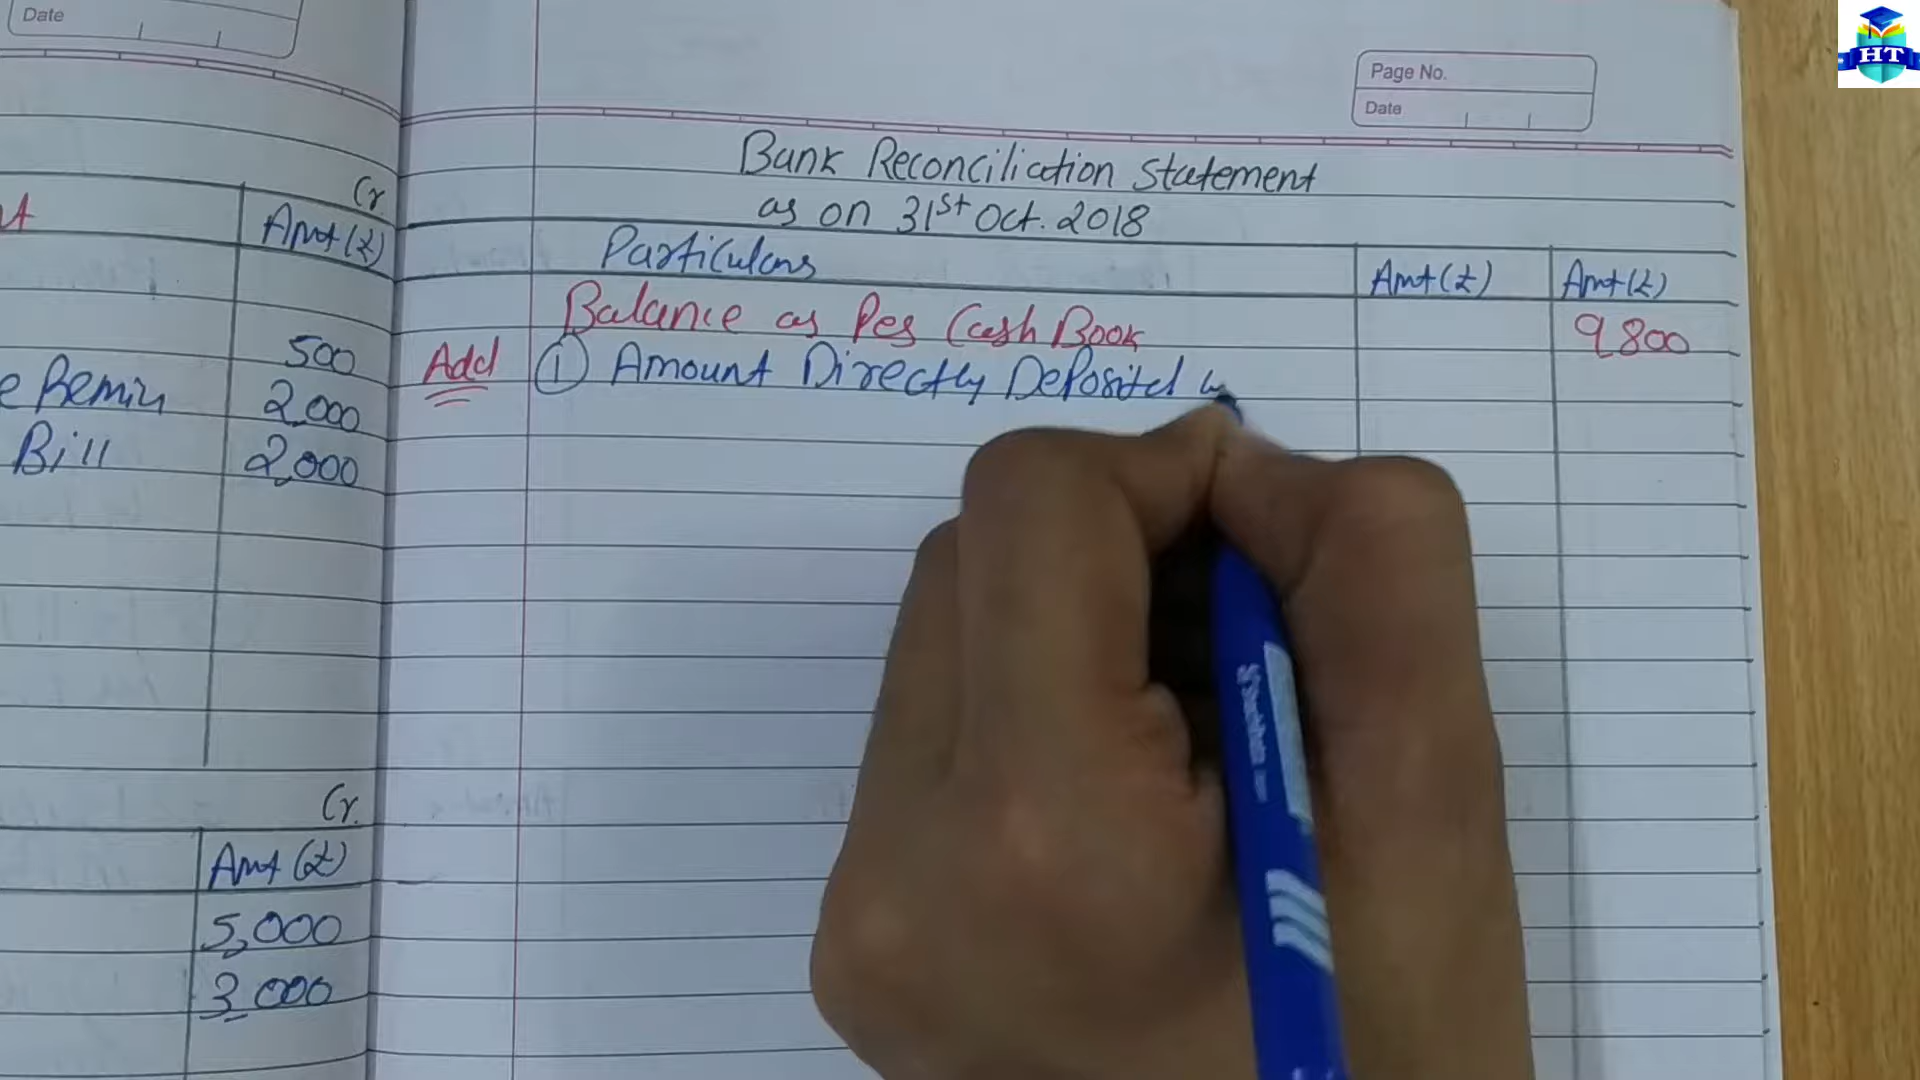 Date
Cr.
Amt(₹)
500
2,000
Bill 2,000
Cr.
Amt (₹)
5,000
3,000
Page No.
Date
Bank Reconciliation Statement
as on 31st Oct. 2018
Particulars Amt(₹) Amt(₹)
Balance as Per Cash Book 9800
Add ① Amount Directly Deposited
HT